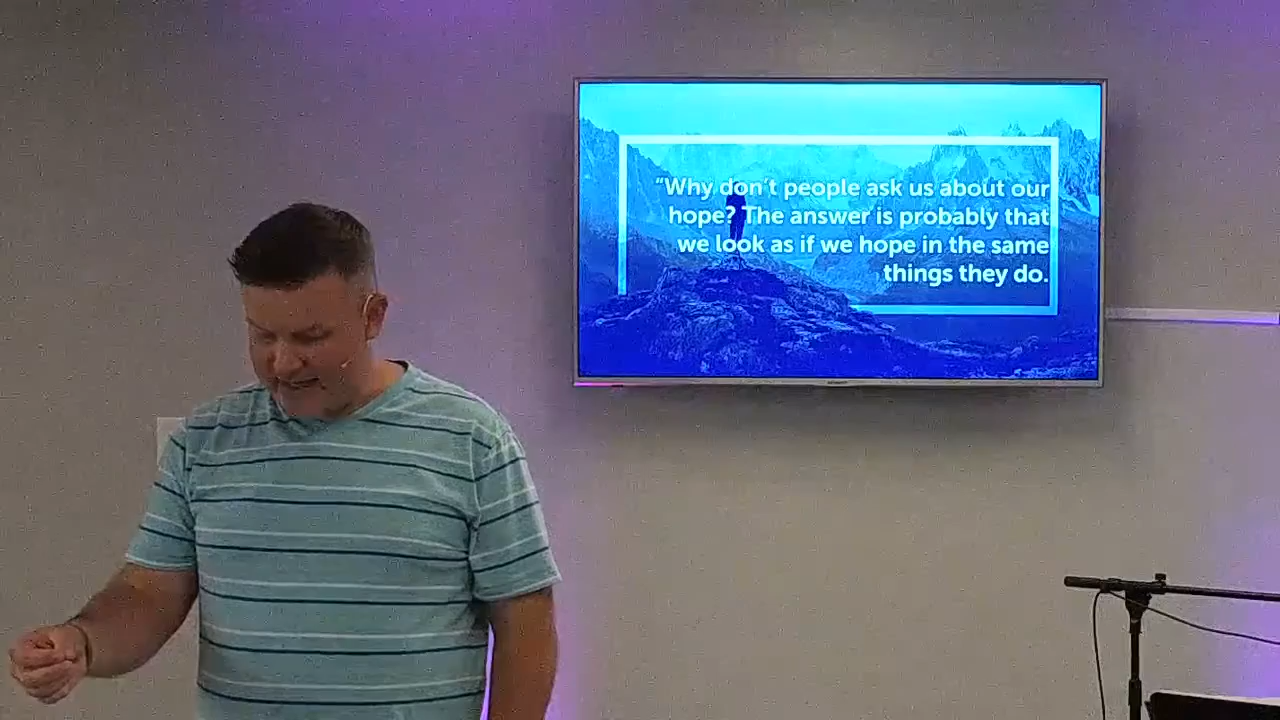 "Why don't people ask us about our
hope? The answer is probably that
we look as if we hope in the same
things they do.